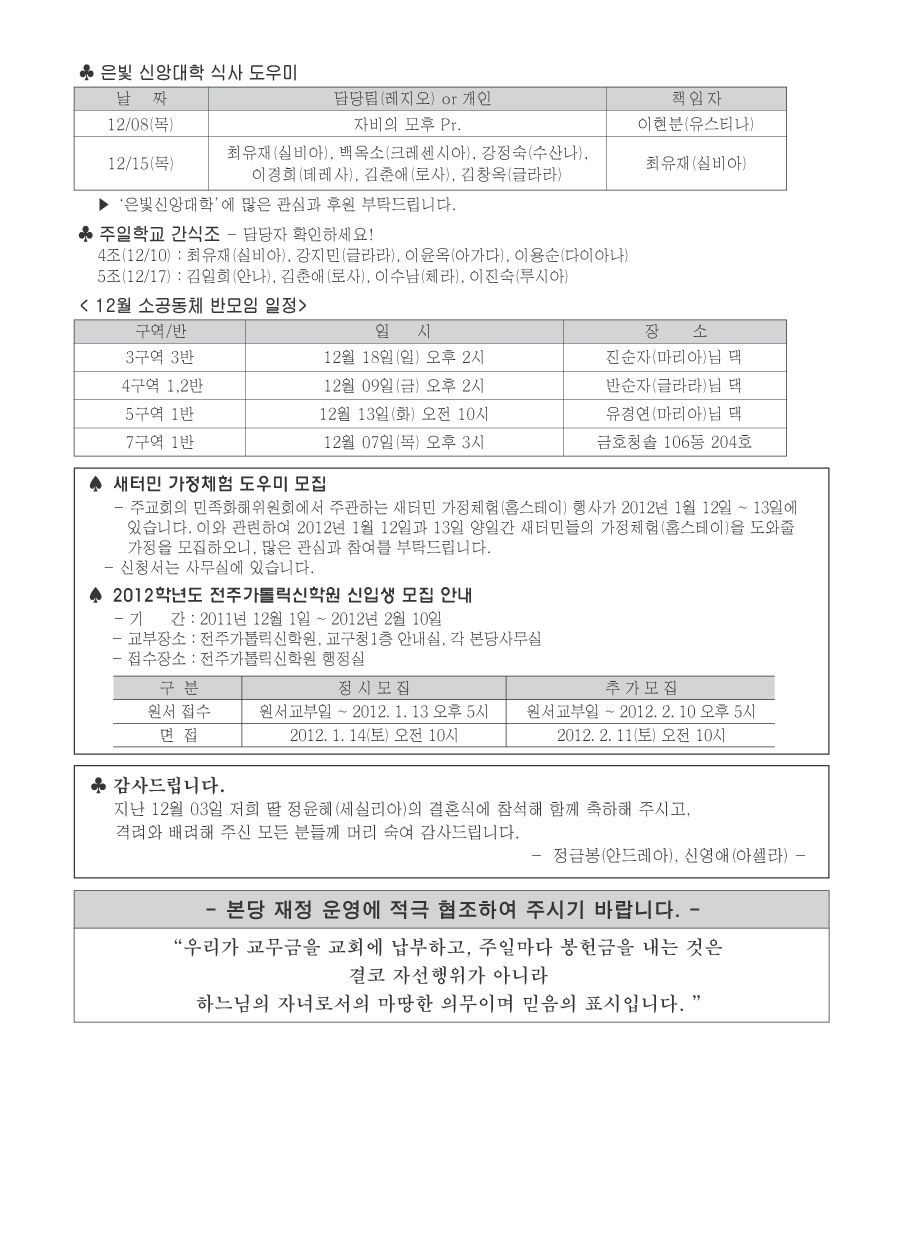 ♣ 은빛 신앙대학 식사 도우미
날 짜 담당팀(레지오) or 개인 책임자
12/08(목) 자비의 모후 Pr. 이현분(유스티나)
12/15(목) 최유재(실비아), 백옥소(크레센시아), 강정숙(수산나), 이경희(데레사), 김춘애(로사), 김창옥(글라라) 최유재(실비아)
▶ ‘은빛신앙대학’에 많은 관심과 후원 부탁드립니다.
♣ 주일학교 간식조 - 담당자 확인하세요!
4조(12/10) : 최유재(실비아), 강지민(글라라), 이윤옥(아가다), 이용순(다이아나)
5조(12/17) : 김일희(안나), 김춘애(로사), 이수남(체라), 이진숙(루시아)
< 12월 소공동체 반모임 일정>
구역/반 일 시 장 소
3구역 3반 12월 18일(일) 오후 2시 진순자(마리아)님 댁
4구역 1,2반 12월 09일(금) 오후 2시 반순자(글라라)님 댁
5구역 1반 12월 13일(화) 오전 10시 유경연(마리아)님 댁
7구역 1반 12월 07일(목) 오후 3시 금호청솔 106동 204호
♠ 새터민 가정체험 도우미 모집
- 주교회의 민족화해위원회에서 주관하는 새터민 가정체험(홈스테이) 행사가 2012년 1월 12일 ~ 13일에
있습니다. 이와 관련하여 2012년 1월 12일과 13일 양일간 새터민들의 가정체험(홈스테이)을 도와줄
가정을 모집하오니, 많은 관심과 참여를 부탁드립니다.
- 신청서는 사무실에 있습니다.
♠ 2012학년도 전주가톨릭신학원 신입생 모집 안내
- 기 간 : 2011년 12월 1일 ~ 2012년 2월 10일
- 교부장소 : 전주가톨릭신학원, 교구청1층 안내실, 각 본당사무실
- 접수장소 : 전주가톨릭신학원 행정실
구 분 정시모집 추가모집
원서 접수 원서교부일 ~ 2012. 1. 13 오후 5시 원서교부일 ~ 2012. 2. 10 오후 5시
면 접 2012. 1. 14(토) 오전 10시 2012. 2. 11(토) 오전 10시
♣ 감사드립니다.
지난 12월 03일 저희 딸 정윤혜(세실리아)의 결혼식에 참석해 함께 축하해 주시고,
격려와 배려해 주신 모든 분들께 머리 숙여 감사드립니다.
- 정금봉(안드레아), 신영애(아셀라) -
- 본당 재정 운영에 적극 협조하여 주시기 바랍니다. -
“우리가 교무금을 교회에 납부하고, 주일마다 봉헌금을 내는 것은
결코 자선행위가 아니라
하느님의 자녀로서의 마땅한 의무이며 믿음의 표시입니다. ”